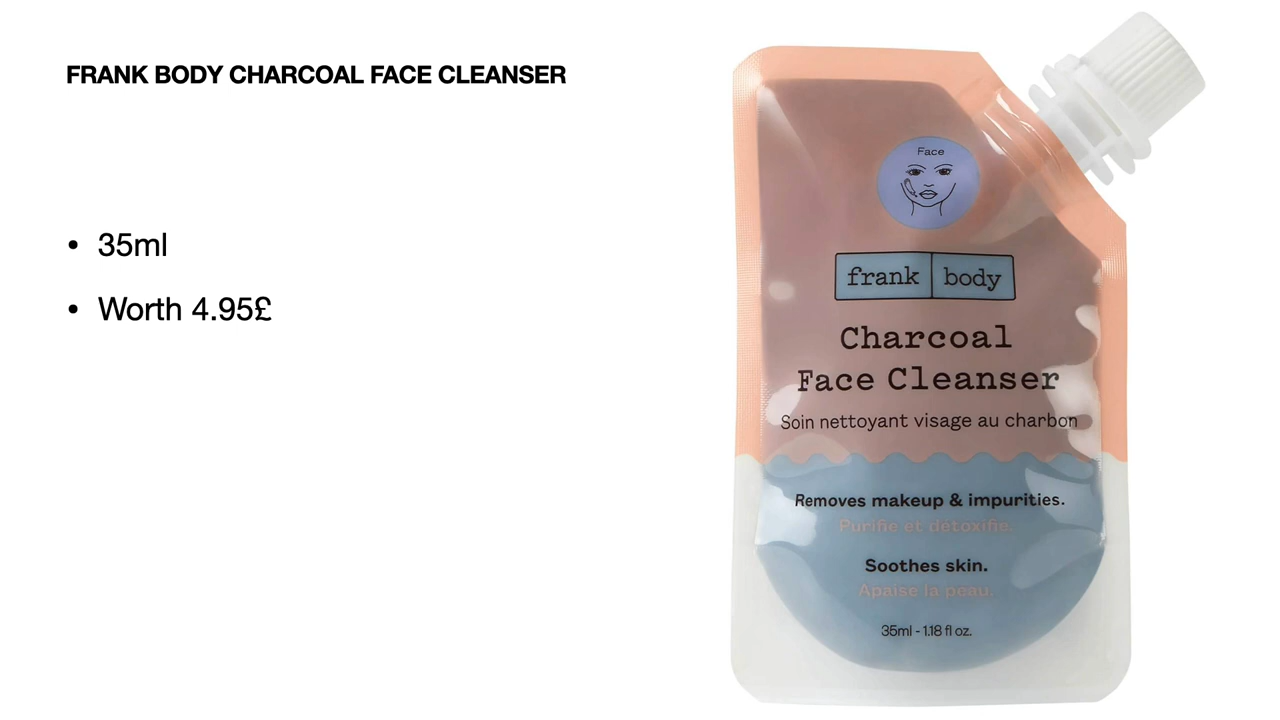 FRANK BODY CHARCOAL FACE CLEANSER
• 35ml
• Worth 4.95£
Face
frank body
Charcoal
Face Cleanser
Soin nettoyant visage au charbon
Removes makeup & impurities.
Purifie et détoxifie.
Soothes skin.
Apaise la peau.
35ml - 1.18 fl oz.